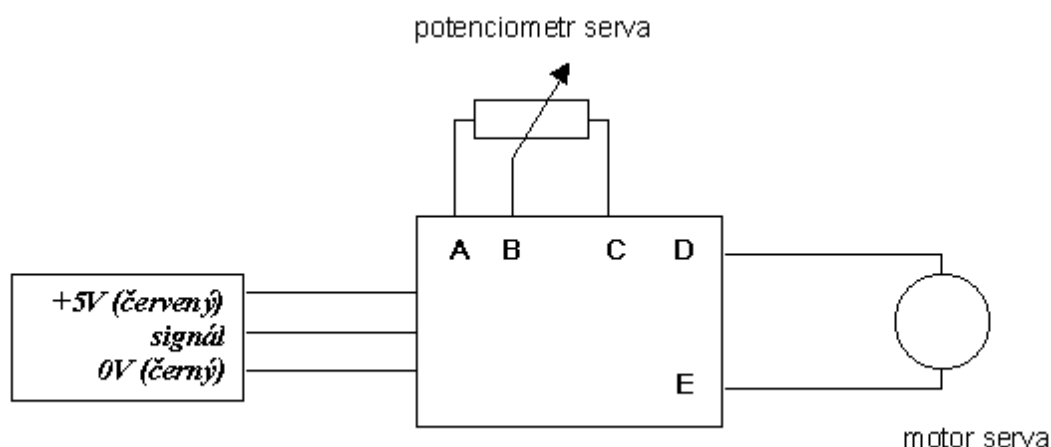 potenciometr serva
A B C D
+5V (červený)
signál
0V (černý)
E
motor serva